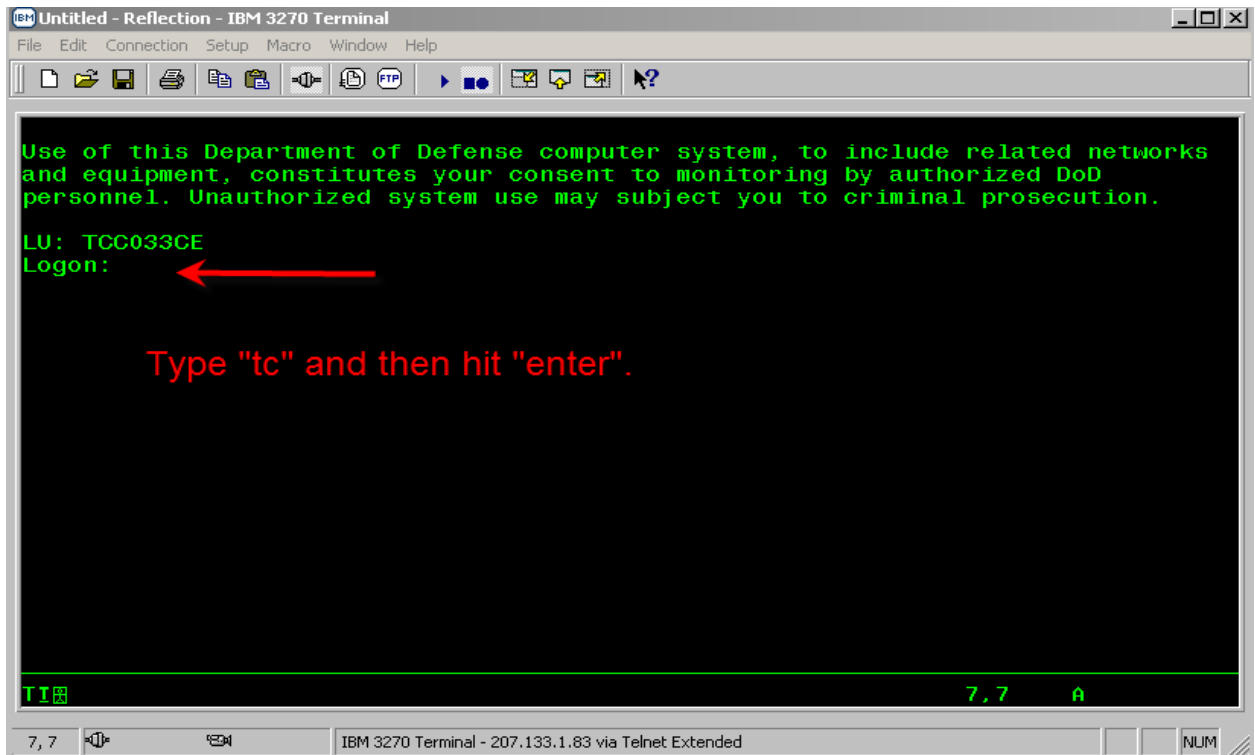 Untitled - Reflection - IBM 3270 Terminal
File Edit Connection Setup Macro Window Help
FTP
Use of this Department of Defense computer system, to include related networks
and equipment, constitutes your consent to monitoring by authorized DoD
personnel. Unauthorized system use may subject you to criminal prosecution.
LU: TCC033CE
Logon:
Type "tc" and then hit "enter".
7,7 A
7, 7 IBM 3270 Terminal - 207.133.1.83 via Telnet Extended NUM